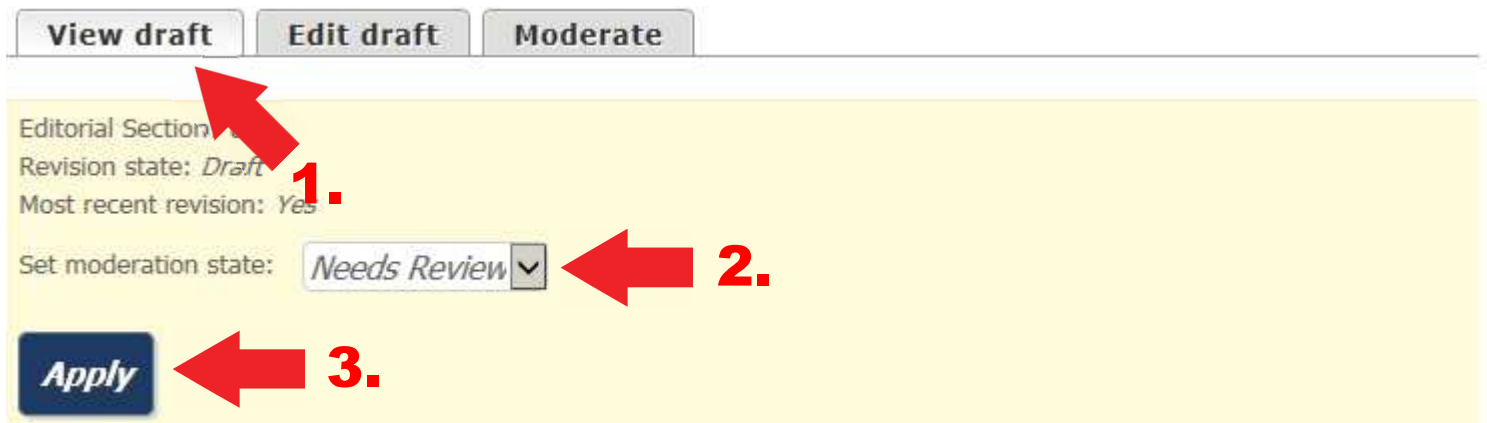 View draft Edit draft Moderate
Editorial Section:
Revision state: Draft
1.
Most recent revision: Yes
Set moderation state: Needs Review 2.
Apply 3.